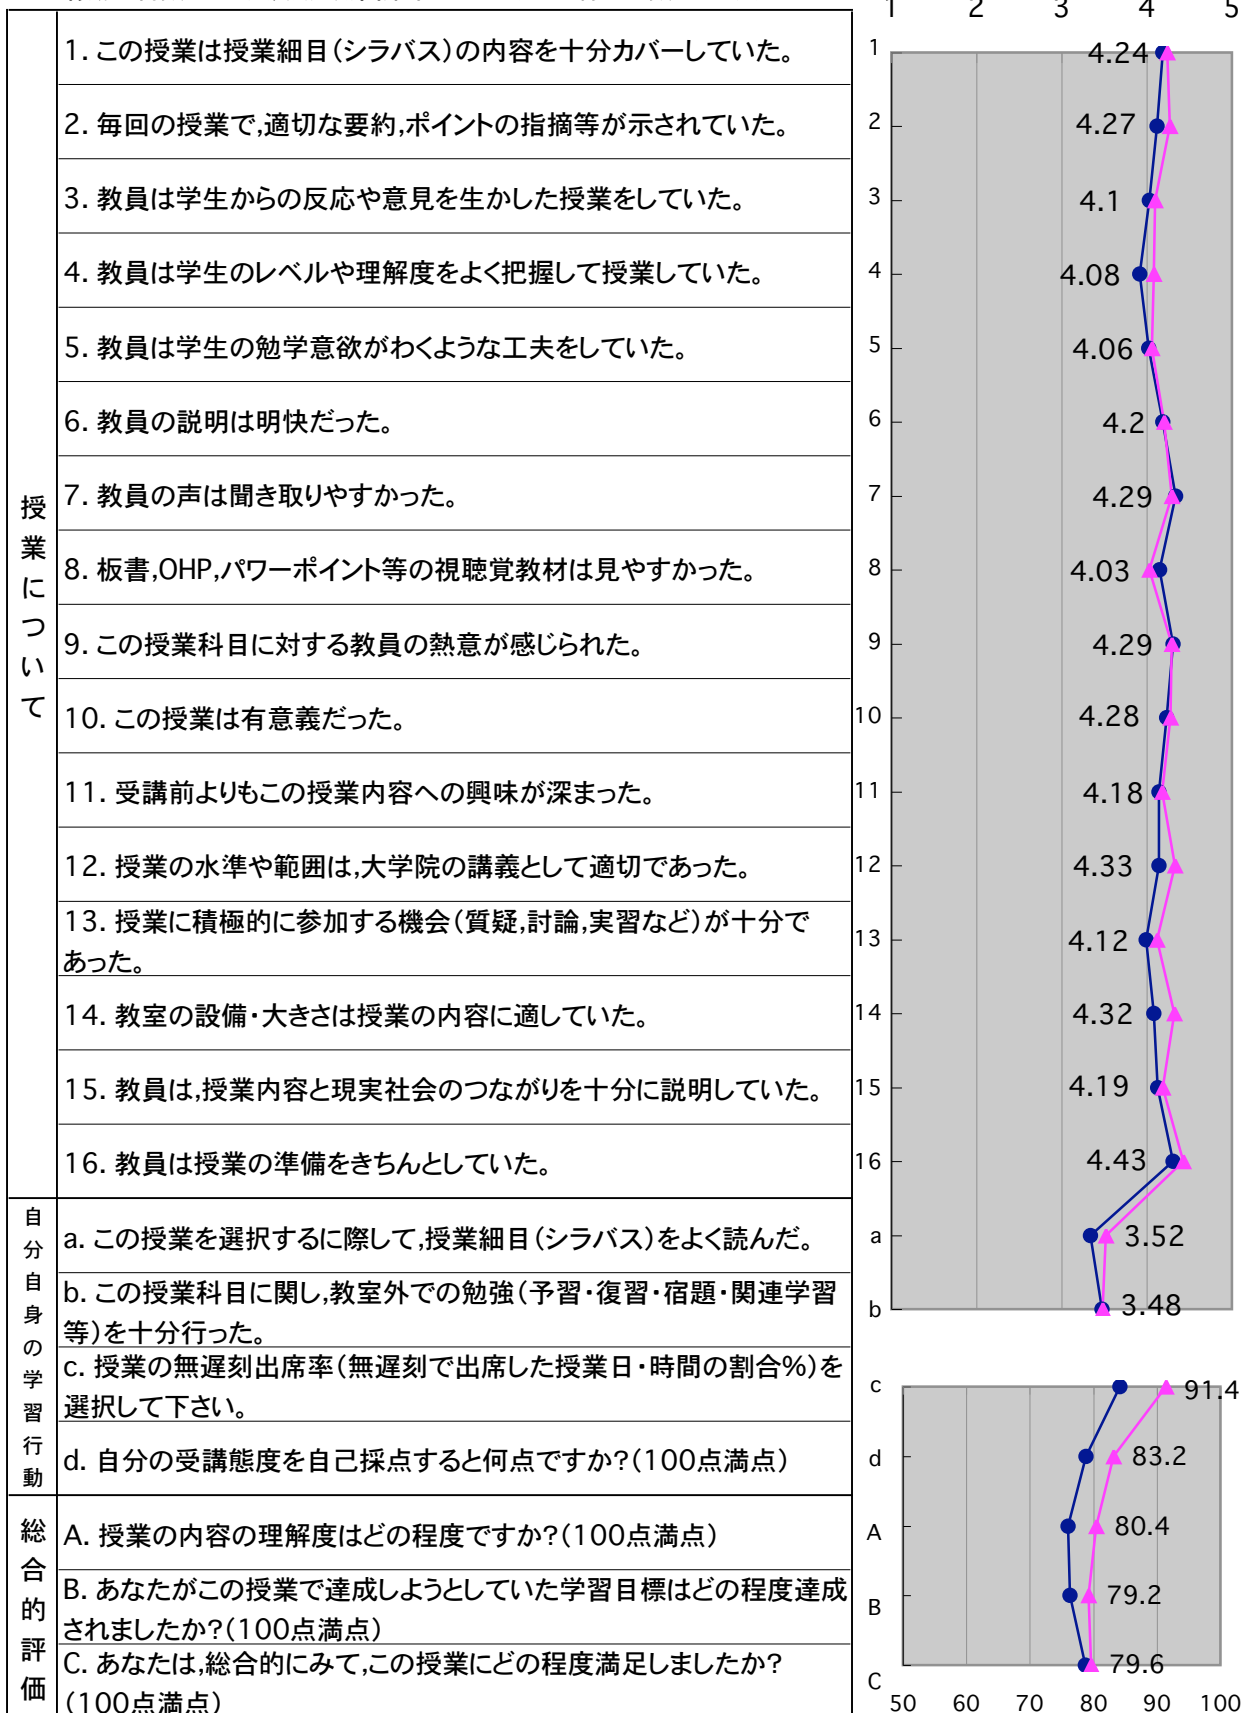 1 2 3 4 5
授業について
1. この授業は授業細目(シラバス)の内容を十分カバーしていた。
2. 毎回の授業で,適切な要約,ポイントの指摘等が示されていた。
3. 教員は学生からの反応や意見を生かした授業をしていた。
4. 教員は学生のレベルや理解度をよく把握して授業していた。
5. 教員は学生の勉学意欲がわくような工夫をしていた。
6. 教員の説明は明快だった。
7. 教員の声は聞き取りやすかった。
8. 板書,OHP,パワーポイント等の視聴覚教材は見やすかった。
9. この授業科目に対する教員の熱意が感じられた。
10. この授業は有意義だった。
11. 受講前よりもこの授業内容への興味が深まった。
12. 授業の水準や範囲は,大学院の講義として適切であった。
13. 授業に積極的に参加する機会(質疑,討論,実習など)が十分で
あった。
14. 教室の設備・大きさは授業の内容に適していた。
15. 教員は,授業内容と現実社会のつながりを十分に説明していた。
16. 教員は授業の準備をきちんとしていた。
自分自身の学習行動
a. この授業を選択するに際して,授業細目(シラバス)をよく読んだ。
b. この授業科目に関し,教室外での勉強(予習・復習・宿題・関連学習
等)を十分行った。
c. 授業の無遅刻出席率(無遅刻で出席した授業日・時間の割合%)を
選択して下さい。
d. 自分の受講態度を自己採点すると何点ですか?(100点満点)
総合的評価
A. 授業の内容の理解度はどの程度ですか?(100点満点)
B. あなたがこの授業で達成しようとしていた学習目標はどの程度達成
されましたか?(100点満点)
C. あなたは,総合的にみて,この授業にどの程度満足しましたか?
(100点満点)
1 4.24
2 4.27
3 4.1
4 4.08
5 4.06
6 4.2
7 4.29
8 4.03
9 4.29
10 4.28
11 4.18
12 4.33
13 4.12
14 4.32
15 4.19
16 4.43
a 3.52
b 3.48
c 91.4
d 83.2
A 80.4
B 79.2
C 79.6
50 60 70 80 90 100